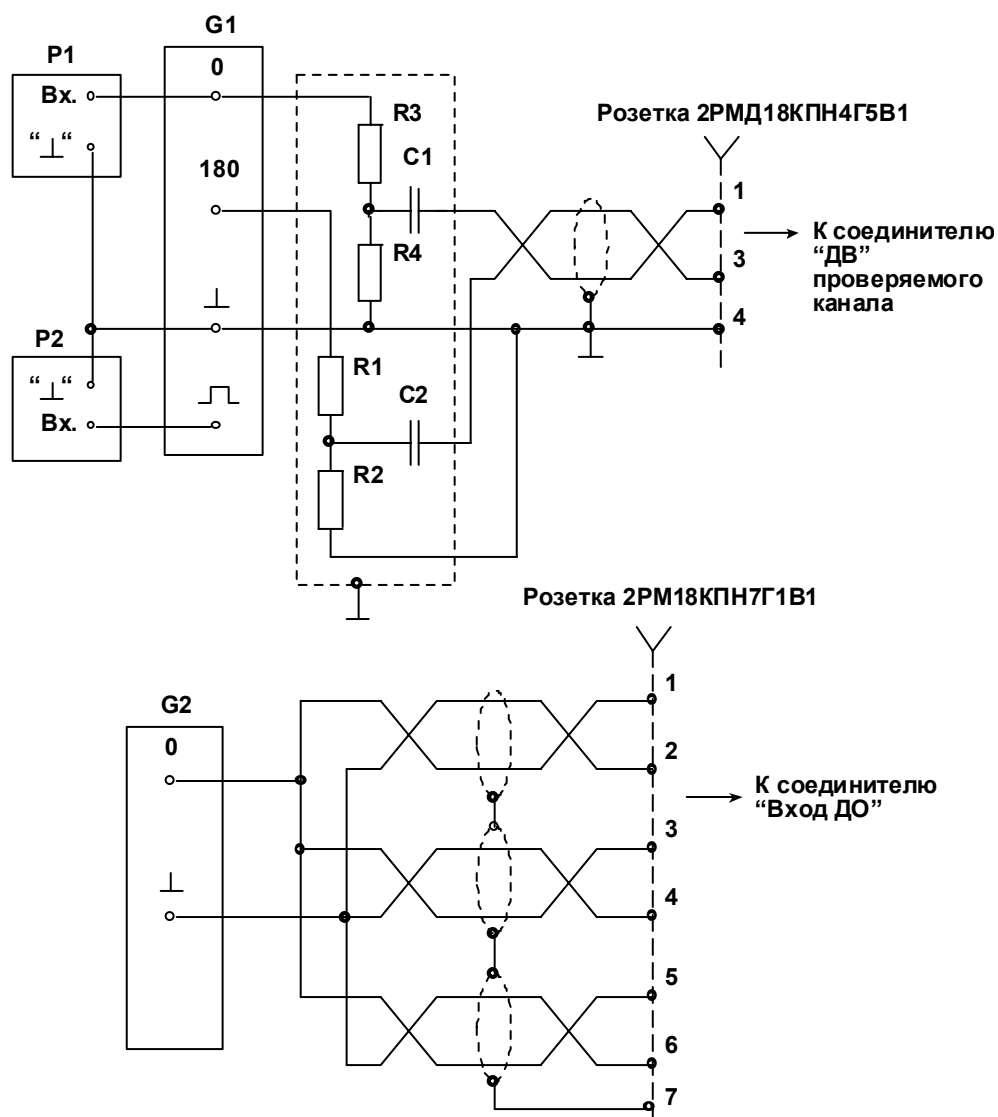 G1
P1
0
Вх.
“⊥“
R3
C1
Розетка 2РМД18КПН4Г5В1
180
1
R4
К соединителю
“ДВ”
проверяемого
канала
3
⊥
4
P2
“⊥“
Вх.
R1
C2
R2
Розетка 2РМ18КПН7Г1В1
G2
0
1
2
К соединителю
“Вход ДО”
3
⊥
4
5
6
7